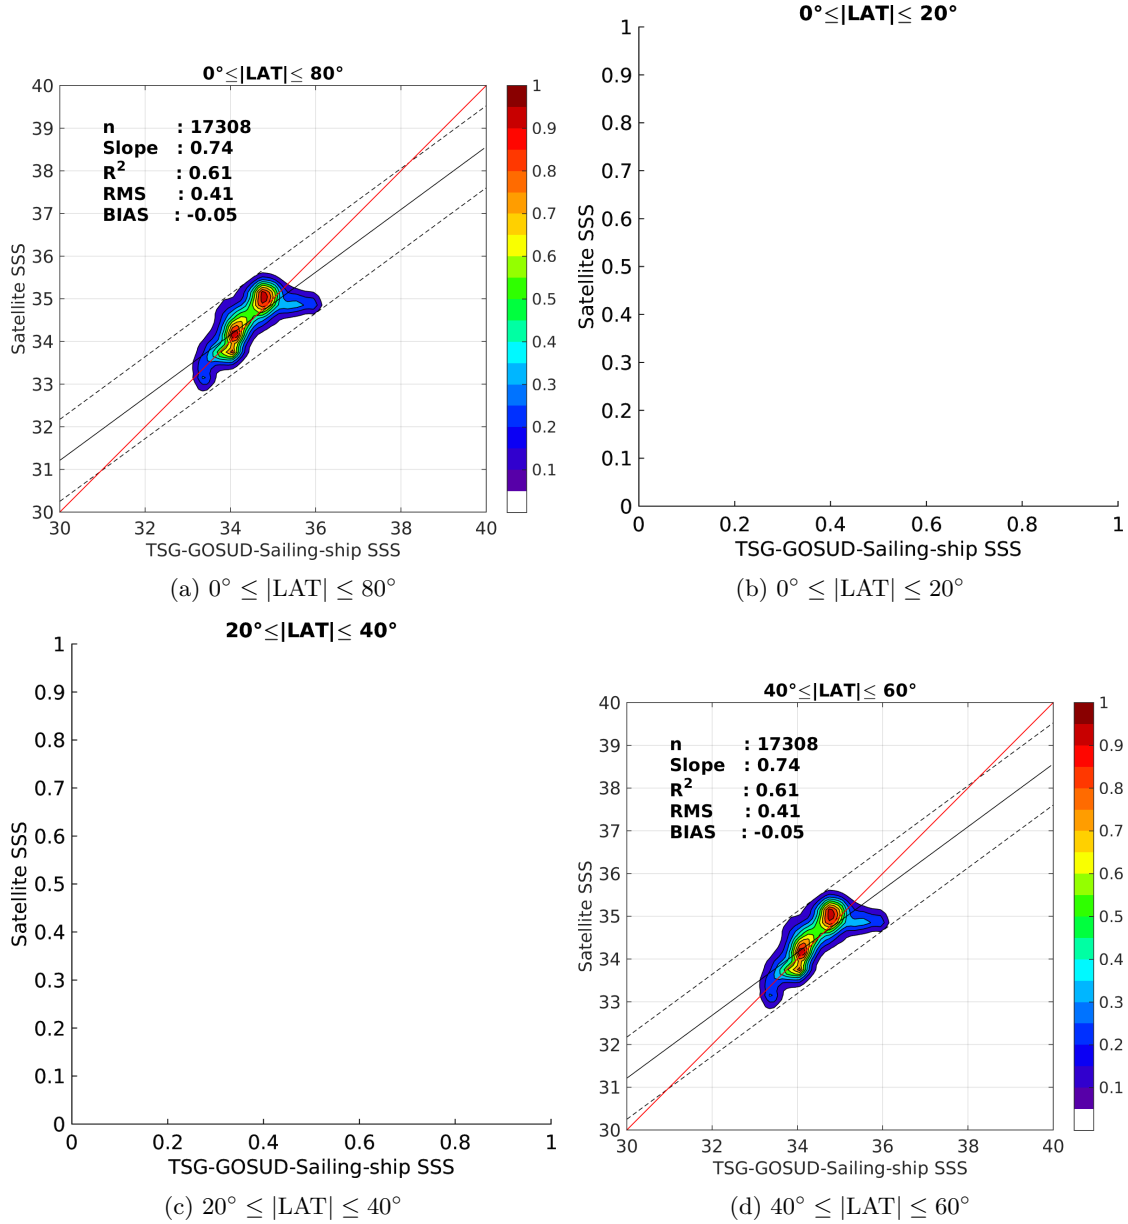 0°≤|LAT|≤ 80°
n : 17308
Slope : 0.74
R² : 0.61
RMS : 0.41
BIAS : -0.05
40
39
38
37
36
35
34
33
32
31
30
30 32 34 36 38 40
Satellite SSS
TSG-GOSUD-Sailing-ship SSS
1
0.9
0.8
0.7
0.6
0.5
0.4
0.3
0.2
0.1
(a) 0° ≤ |LAT| ≤ 80°
0°≤|LAT|≤ 20°
1
0.9
0.8
0.7
0.6
0.5
0.4
0.3
0.2
0.1
0
0 0.2 0.4 0.6 0.8 1
Satellite SSS
TSG-GOSUD-Sailing-ship SSS
(b) 0° ≤ |LAT| ≤ 20°
20°≤|LAT|≤ 40°
1
0.9
0.8
0.7
0.6
0.5
0.4
0.3
0.2
0.1
0
0 0.2 0.4 0.6 0.8 1
Satellite SSS
TSG-GOSUD-Sailing-ship SSS
(c) 20° ≤ |LAT| ≤ 40°
40°≤|LAT|≤ 60°
n : 17308
Slope : 0.74
R² : 0.61
RMS : 0.41
BIAS : -0.05
40
39
38
37
36
35
34
33
32
31
30
30 32 34 36 38 40
Satellite SSS
TSG-GOSUD-Sailing-ship SSS
1
0.9
0.8
0.7
0.6
0.5
0.4
0.3
0.2
0.1
(d) 40° ≤ |LAT| ≤ 60°